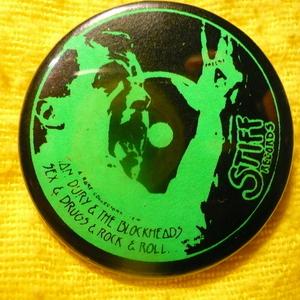 STIFF
RECORDS
IAN DURY & THE BLOCKHEADS
SEX & DRUGS & ROCK & ROLL